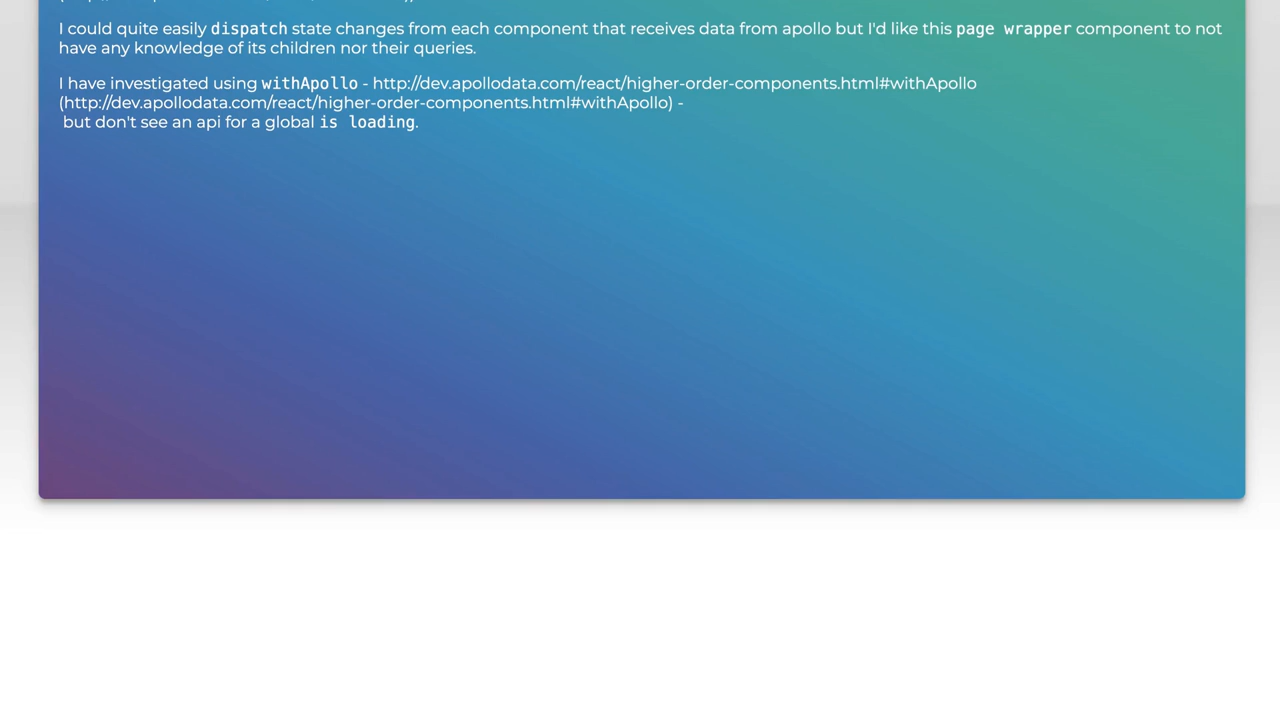 I could quite easily dispatch state changes from each component that receives data from apollo but I'd like this page wrapper component to not
have any knowledge of its children nor their queries.
I have investigated using withApollo - http://dev.apollodata.com/react/higher-order-components.html#withApollo
(http://dev.apollodata.com/react/higher-order-components.html#withApollo) -
but don't see an api for a global is loading.